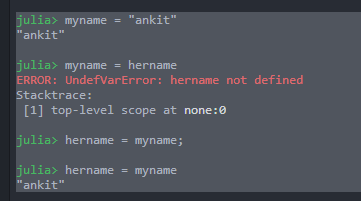 julia> myname = "ankit"
"ankit"
julia> myname = hername
ERROR: UndefVarError: hername not defined
Stacktrace:
[1] top-level scope at none:0
julia> hername = myname;
julia> hername = myname
"ankit"